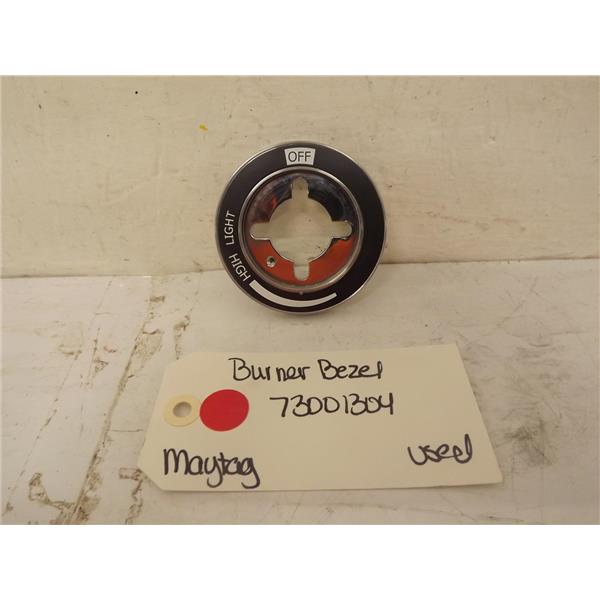 OFF
LIGHT
HIGH
Burner Bezel
73001304
Maytag
used